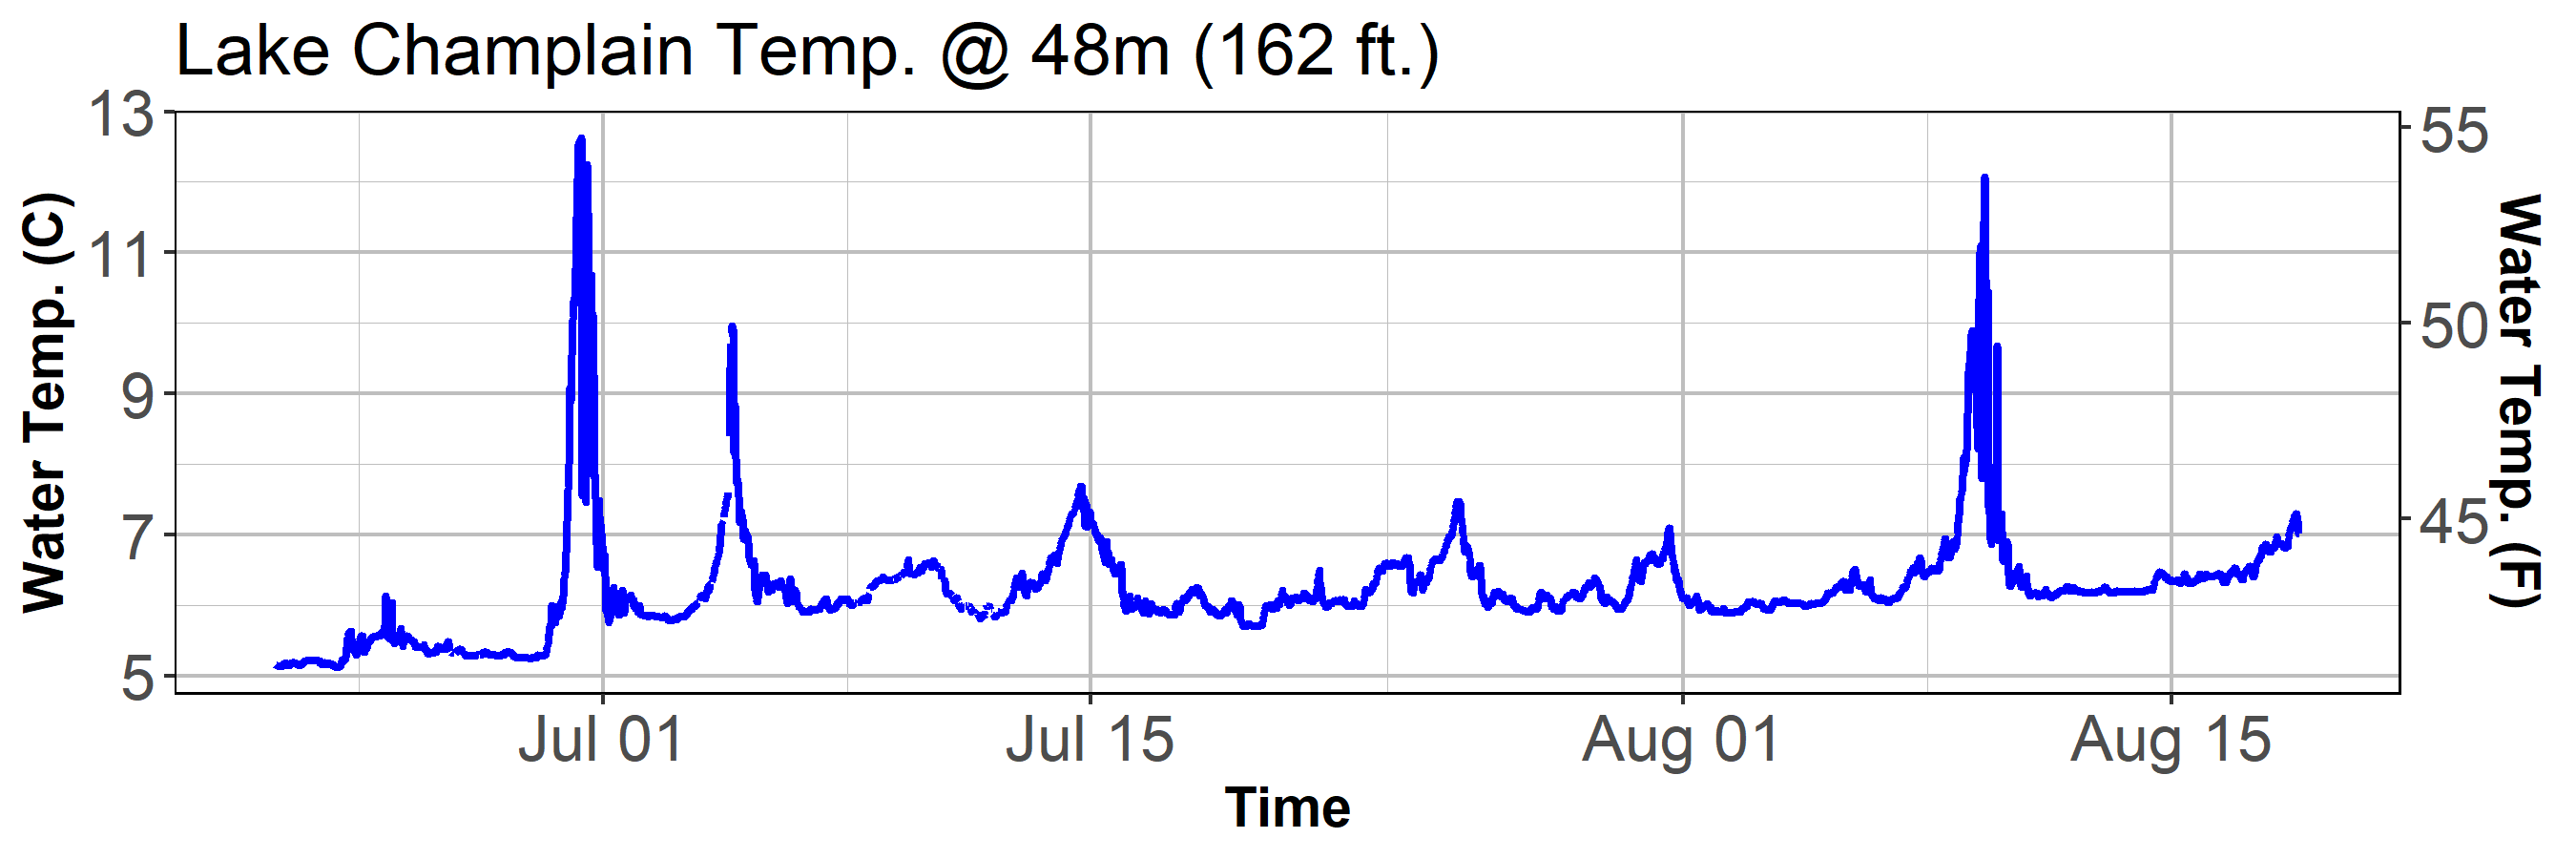 Lake Champlain Temp. @ 48m (162 ft.)
Water Temp. (C)
13
11
9
7
5
55
50
45
Water Temp. (F)
Jul 01
Jul 15
Aug 01
Aug 15
Time